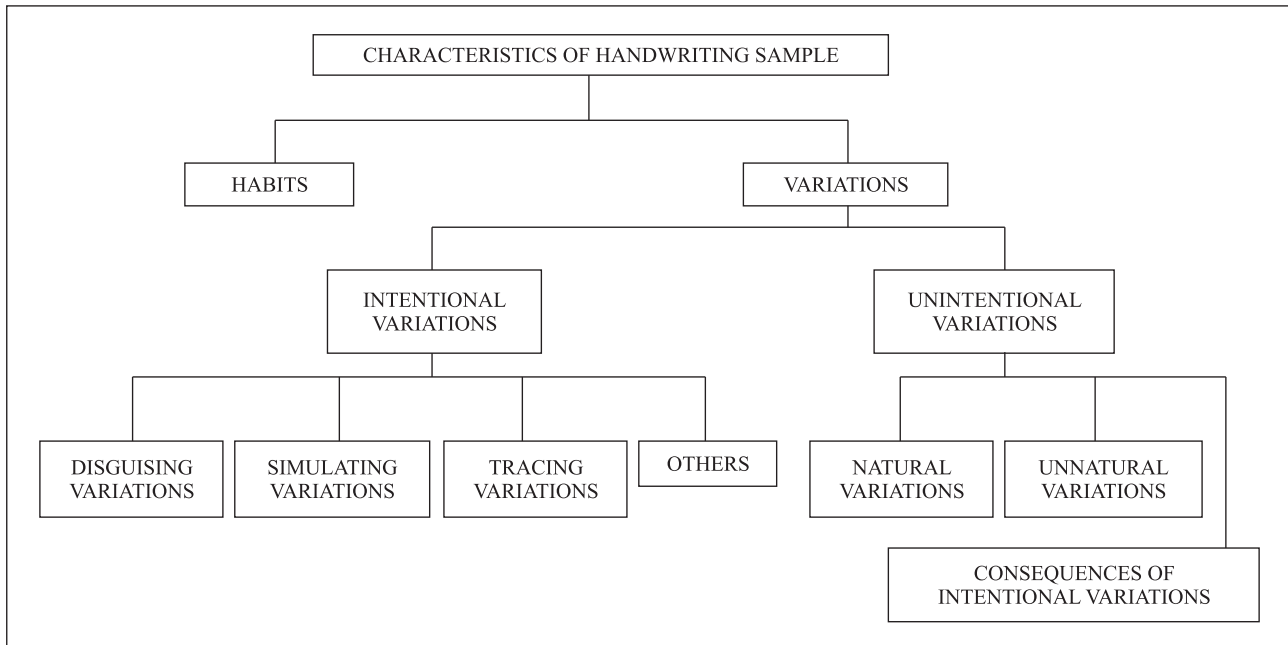 CHARACTERISTICS OF HANDWRITING SAMPLE
HABITS
VARIATIONS
INTENTIONAL
VARIATIONS
UNINTENTIONAL
VARIATIONS
DISGUISING
VARIATIONS
SIMULATING
VARIATIONS
TRACING
VARIATIONS
OTHERS
NATURAL
VARIATIONS
UNNATURAL
VARIATIONS
CONSEQUENCES OF
INTENTIONAL VARIATIONS